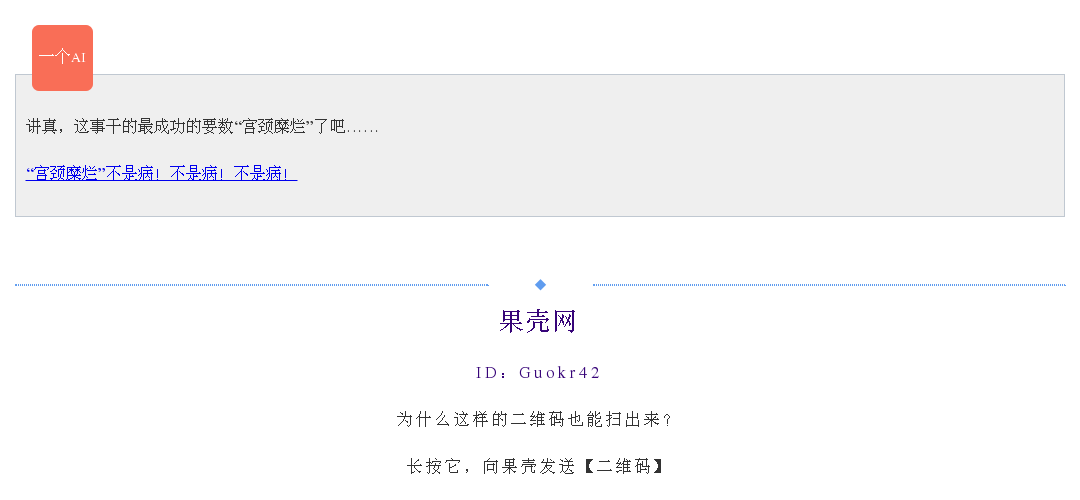 一个AI
讲真，这事干的最成功的要数“宫颈糜烂”了吧……
“宫颈糜烂”不是病！不是病！不是病！
果壳网
ID：Guokr42
为什么这样的二维码也能扫出来？
长按它，向果壳发送【二维码】